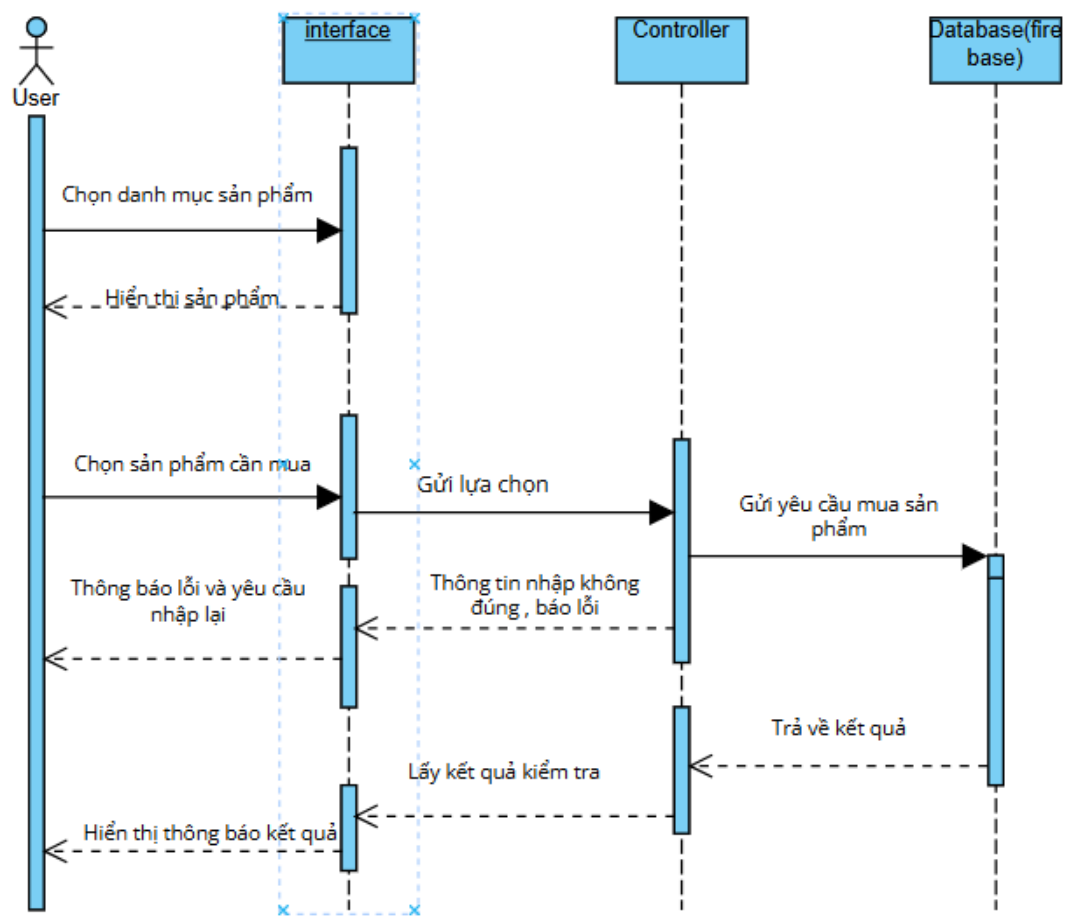 interface
Controller
Database(fire
base)
User
Chọn danh mục sản phẩm
Hiển thị sản phẩm
Chọn sản phẩm cần mua
Gửi lựa chọn
Gửi yêu cầu mua sản
phẩm
Thông báo lỗi và yêu cầu
nhập lại
Thông tin nhập không
đúng , báo lỗi
Trả về kết quả
Lấy kết quả kiểm tra
Hiển thị thông báo kết quả